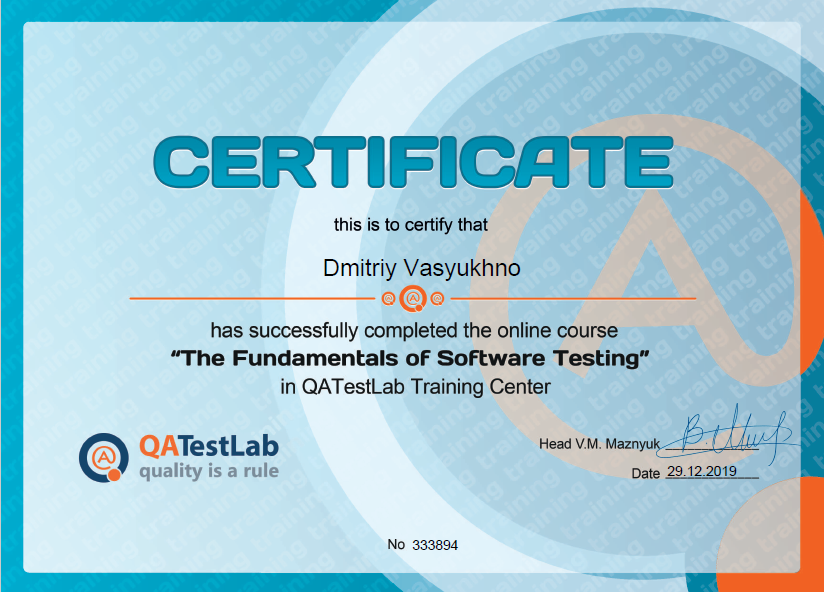 CERTIFICATE
this is to certify that
Dmitriy Vasyukhno
has successfully completed the online course
“The Fundamentals of Software Testing”
in QATestLab Training Center
QATestLab
quality is a rule
Head V.M. Maznyuk
Date 29.12.2019
No 333894